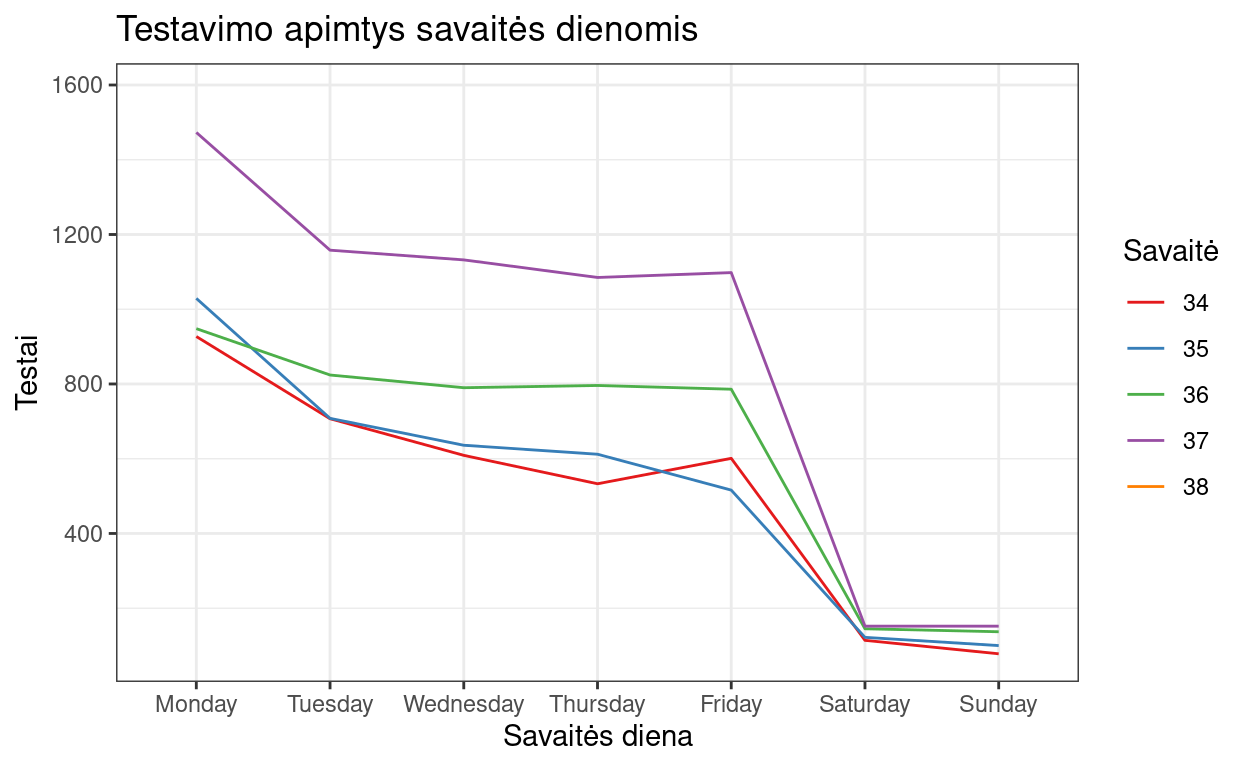 Testavimo apimtys savaitės dienomis
Testai
1600
1200
800
400
Monday Tuesday Wednesday Thursday Friday Saturday Sunday
Savaitės diena
Savaitė
34
35
36
37
38